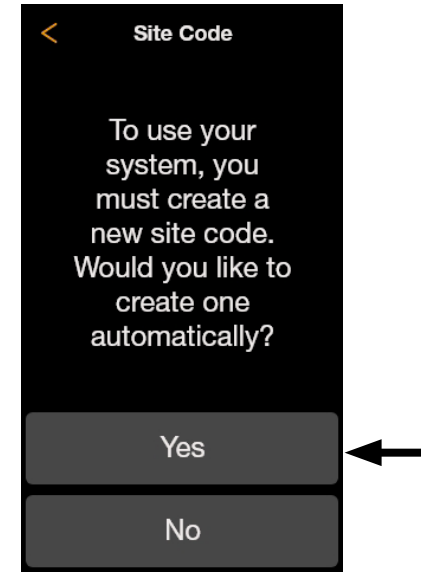 Site Code
To use your
system, you
must create a
new site code.
Would you like to
create one
automatically?
Yes
No